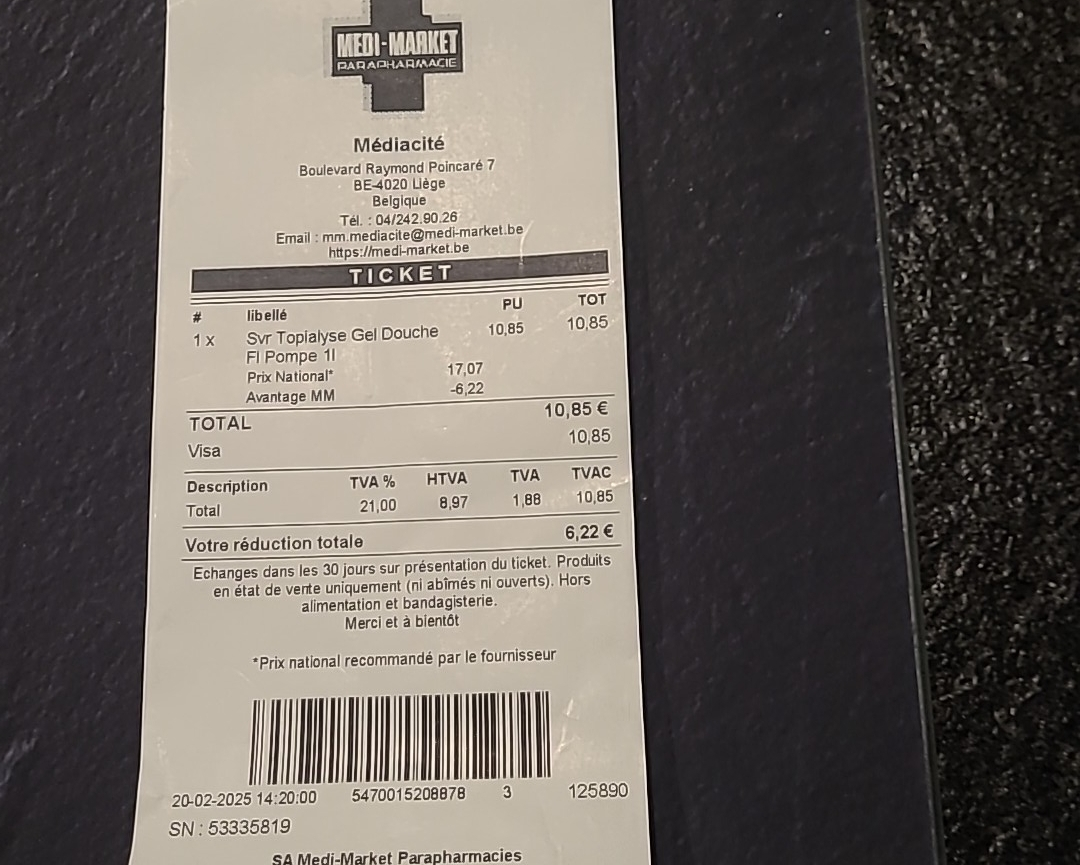 MEDI-MARKET
PARAPHARMACIE
Médiacité
Boulevard Raymond Poincaré 7
BE-4020 Liège
Belgique
Tél. : 04/242.90.26
Email : mm.mediacite@medi-market.be
https://medi-market.be
TICKET
# libellé PU TOT
1 x Svr Topialyse Gel Douche 10,85 10,85
Fl Pompe 1l
Prix National* 17,07
Avantage MM -6,22
TOTAL 10,85 €
Visa 10,85
Description TVA % HTVA TVA TVAC
Total 21,00 8,97 1,88 10,85
Votre réduction totale 6,22 €
Echanges dans les 30 jours sur présentation du ticket. Produits
en état de vente uniquement (ni abîmés ni ouverts). Hors
alimentation et bandagisterie.
Merci et à bientôt
*Prix national recommandé par le fournisseur
20-02-2025 14:20:00 5470015208878 3 125890
SN : 53335819
SA Medi-Market Parapharmacies